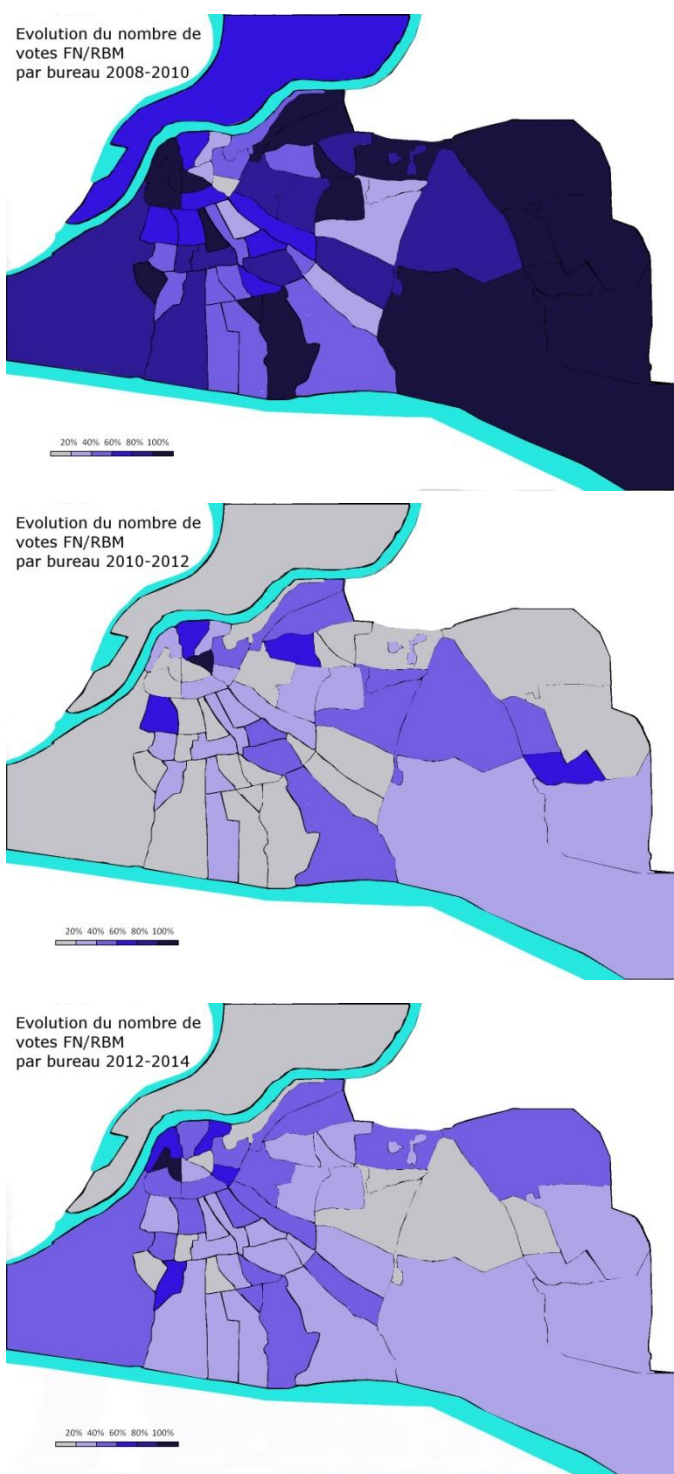 Evolution du nombre de
votes FN/RBM
par bureau 2008-2010
20% 40% 60% 80% 100%
Evolution du nombre de
votes FN/RBM
par bureau 2010-2012
20% 40% 60% 80% 100%
Evolution du nombre de
votes FN/RBM
par bureau 2012-2014
20% 40% 60% 80% 100%